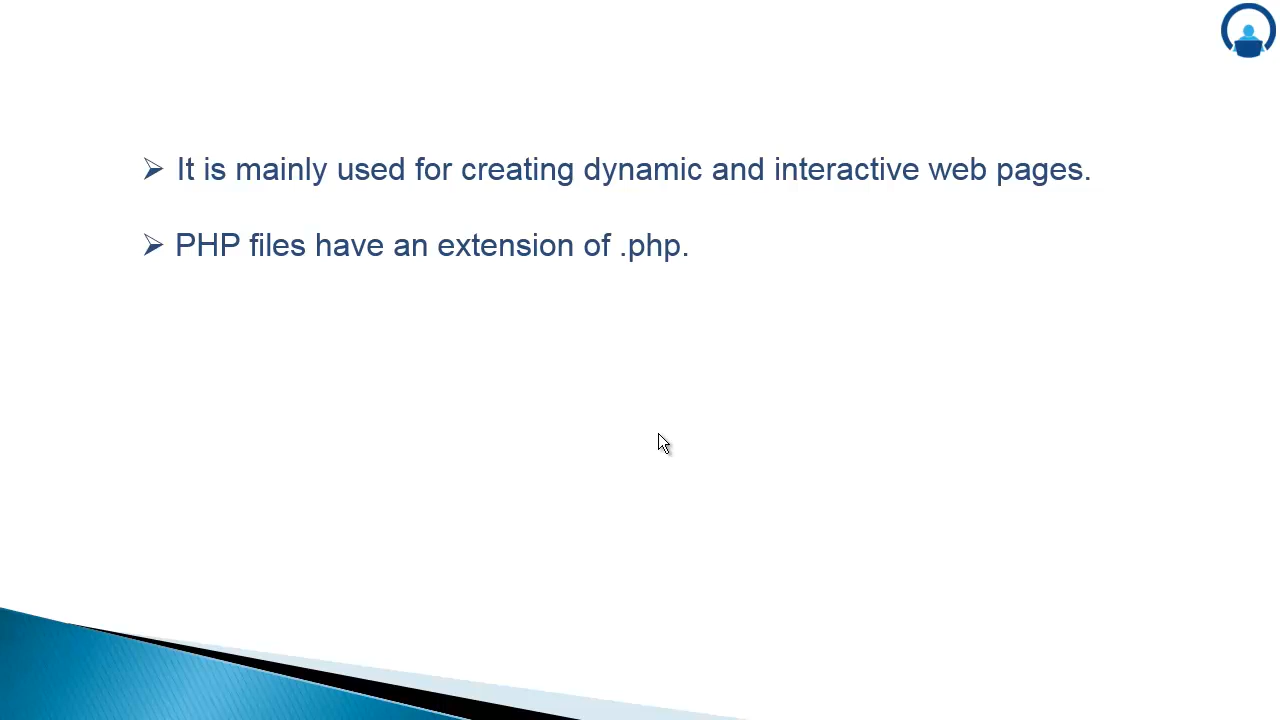 It is mainly used for creating dynamic and interactive web pages.
PHP files have an extension of .php.